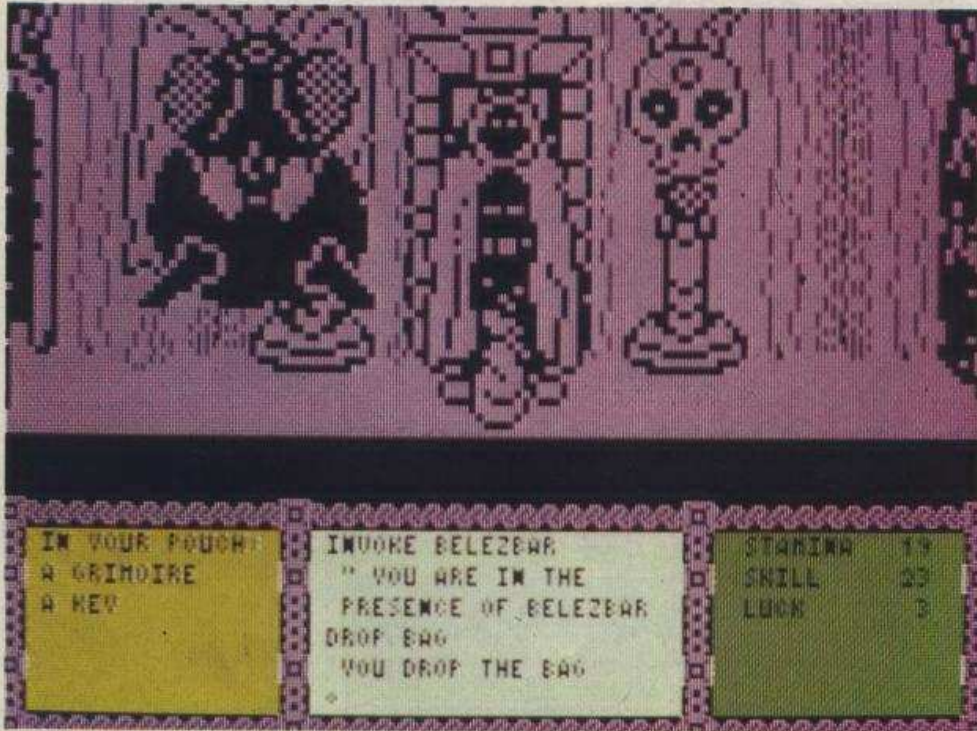 IN YOUR POUCH:
A GRIMOIRE
A KEY
INVOKE BELEZBAR
" YOU ARE IN THE
PRESENCE OF BELEZBAR
DROP BAG
YOU DROP THE BAG
STAMINA 19
SKILL 23
LUCK 3